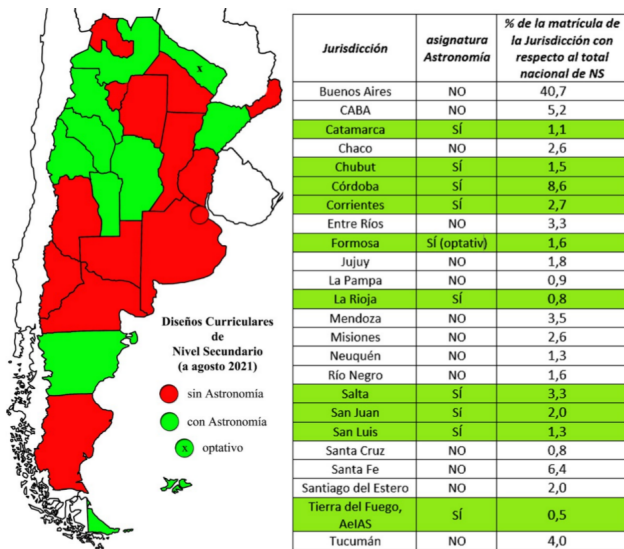 x
Diseños Curriculares
de
Nivel Secundario
(a agosto 2021)
sin Astronomía
con Astronomía
x optativo
Jurisdicción | asignatura Astronomía | % de la matrícula de la Jurisdicción con respecto al total nacional de NS
Buenos Aires | NO | 40,7
CABA | NO | 5,2
Catamarca | SÍ | 1,1
Chaco | NO | 2,6
Chubut | SÍ | 1,5
Córdoba | SÍ | 8,6
Corrientes | SÍ | 2,7
Entre Ríos | NO | 3,3
Formosa | SÍ (optativ) | 1,6
Jujuy | NO | 1,8
La Pampa | NO | 0,9
La Rioja | SÍ | 0,8
Mendoza | NO | 3,5
Misiones | NO | 2,6
Neuquén | NO | 1,3
Río Negro | NO | 1,6
Salta | SÍ | 3,3
San Juan | SÍ | 2,0
San Luis | SÍ | 1,3
Santa Cruz | NO | 0,8
Santa Fe | NO | 6,4
Santiago del Estero | NO | 2,0
Tierra del Fuego, AeIAS | SÍ | 0,5
Tucumán | NO | 4,0